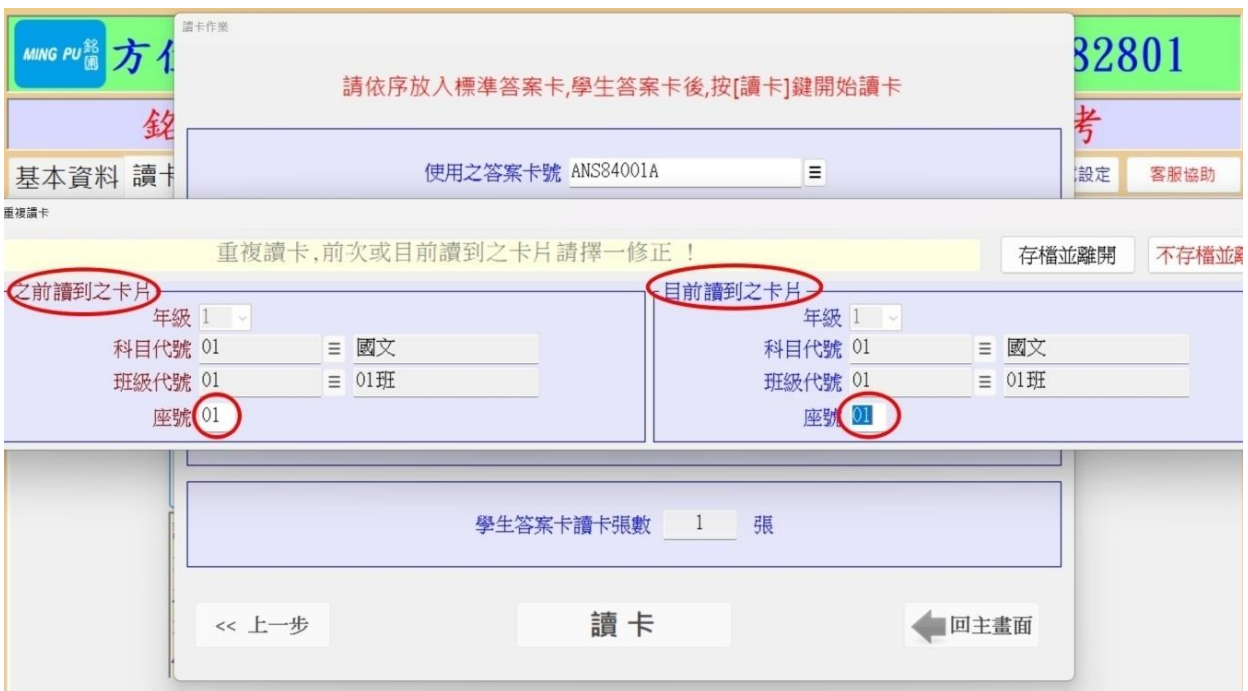 讀卡作業
MING PU 銘圃 方
82801
請依序放入標準答案卡,學生答案卡後,按[讀卡]鍵開始讀卡
銘
考
使用之答案卡號 ANS84001A
基本資料 讀卡
設定 客服協助
重複讀卡
重複讀卡,前次或目前讀到之卡片請擇一修正 !
存檔並離開 不存檔並離
之前讀到之卡片
年級 1
科目代號 01 國文
班級代號 01 01班
座號 01
目前讀到之卡片
年級 1
科目代號 01 國文
班級代號 01 01班
座號 01
學生答案卡讀卡張數 1 張
<< 上一步 讀卡 回主畫面